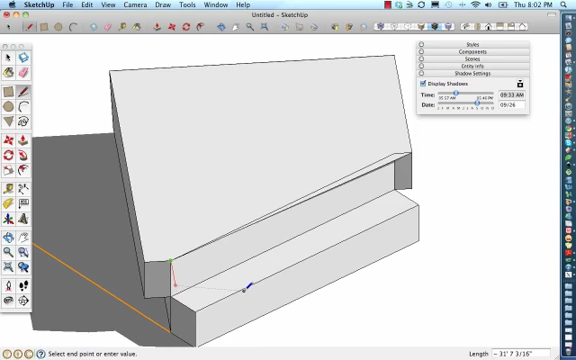 SketchUp File Edit View Camera Draw Tools Window Help
Thu 8:02 PM
Untitled - SketchUp
Styles
Components
Scenes
Entity Info
Shadow Settings
Display Shadows
Time: 09:33 AM
Date: 09/26
Select end point or enter value.
Length ~ 31' 7 3/16"